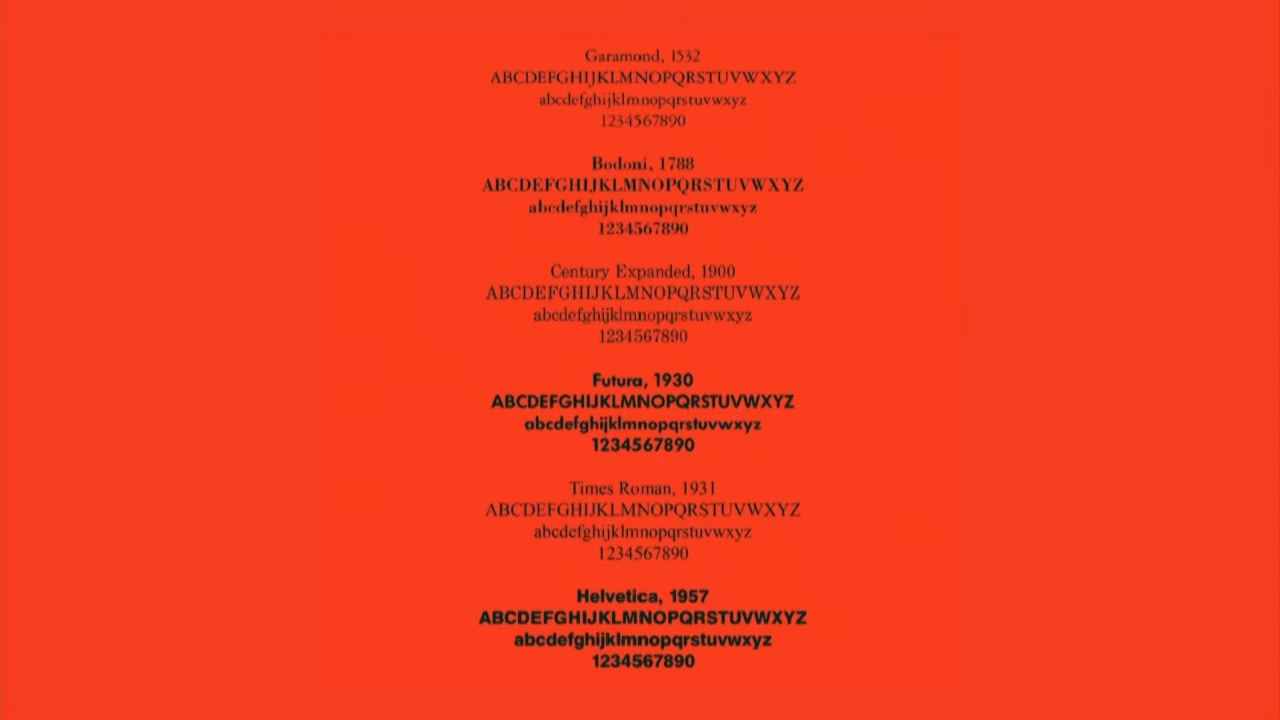 Garamond, 1532
ABCDEFGHIJKLMNOPQRSTUVWXYZ
abcdefghijklmnopqrstuvwxyz
1234567890
Bodoni, 1788
ABCDEFGHIJKLMNOPQRSTUVWXYZ
abcdefghijklmnopqrstuvwxyz
1234567890
Century Expanded, 1900
ABCDEFGHIJKLMNOPQRSTUVWXYZ
abcdefghijklmnopqrstuvwxyz
1234567890
Futura, 1930
ABCDEFGHIJKLMNOPQRSTUVWXYZ
abcdefghijklmnopqrstuvwxyz
1234567890
Times Roman, 1931
ABCDEFGHIJKLMNOPQRSTUVWXYZ
abcdefghijklmnopqrstuvwxyz
1234567890
Helvetica, 1957
ABCDEFGHIJKLMNOPQRSTUVWXYZ
abcdefghijklmnopqrstuvwxyz
1234567890